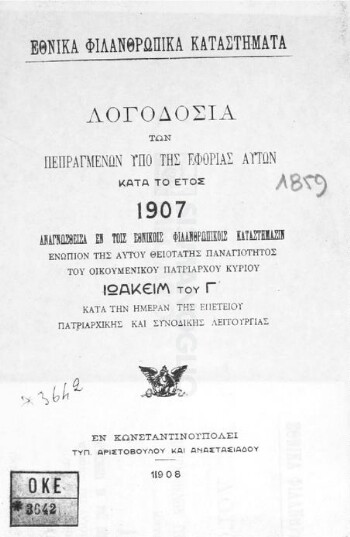 ΕΘΝΙΚΑ ΦΙΛΑΝΘΡΩΠΙΚΑ ΚΑΤΑΣΤΗΜΑΤΑ
ΛΟΓΟΔΟΣΙΑ
ΤΩΝ
ΠΕΠΡΑΓΜΕΝΩΝ ΥΠΟ ΤΗΣ ΕΦΟΡΙΑΣ ΑΥΤΩΝ
ΚΑΤΑ ΤΟ ΕΤΟΣ
1859
1907
ΑΝΑΓΝΩΣΘΕΙΣΑ ΕΝ ΤΟΙΣ ΕΘΝΙΚΟΙΣ ΦΙΛΑΝΘΡΩΠΙΚΟΙΣ ΚΑΤΑΣΤΗΜΑΣΙΝ
ΕΝΩΠΙΟΝ ΤΗΣ ΑΥΤΟΥ ΘΕΙΟΤΑΤΗΣ ΠΑΝΑΓΙΟΤΗΤΟΣ
ΤΟΥ ΟΙΚΟΥΜΕΝΙΚΟΥ ΠΑΤΡΙΑΡΧΟΥ ΚΥΡΙΟΥ
ΙΩΑΚΕΙΜ ΤΟΥ Γ΄
ΚΑΤΑ ΤΗΝ ΗΜΕΡΑΝ ΤΗΣ ΕΠΕΤΕΙΟΥ
ΠΑΤΡΙΑΡΧΙΚΗΣ ΚΑΙ ΣΥΝΟΔΙΚΗΣ ΛΕΙΤΟΥΡΓΙΑΣ
*3642
ΕΝ ΚΩΝΣΤΑΝΤΙΝΟΥΠΟΛΕΙ
ΤΥΠ. ΑΡΙΣΤΟΒΟΥΛΟΥ ΚΑΙ ΑΝΑΣΤΑΣΙΑΔΟΥ
1908
ΟΚΕ
*3642